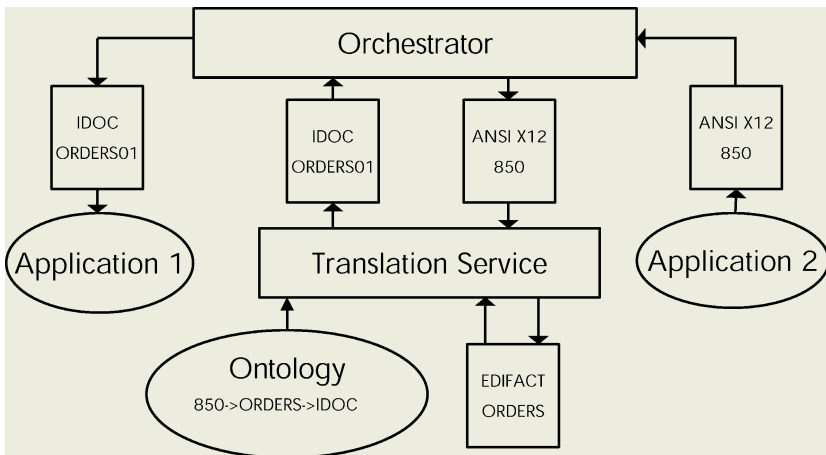 Orchestrator
IDOC
ORDERS01
IDOC
ORDERS01
ANSI X12
850
ANSI X12
850
Application 1
Translation Service
Application 2
Ontology
850->ORDERS->IDOC
EDIFACT
ORDERS